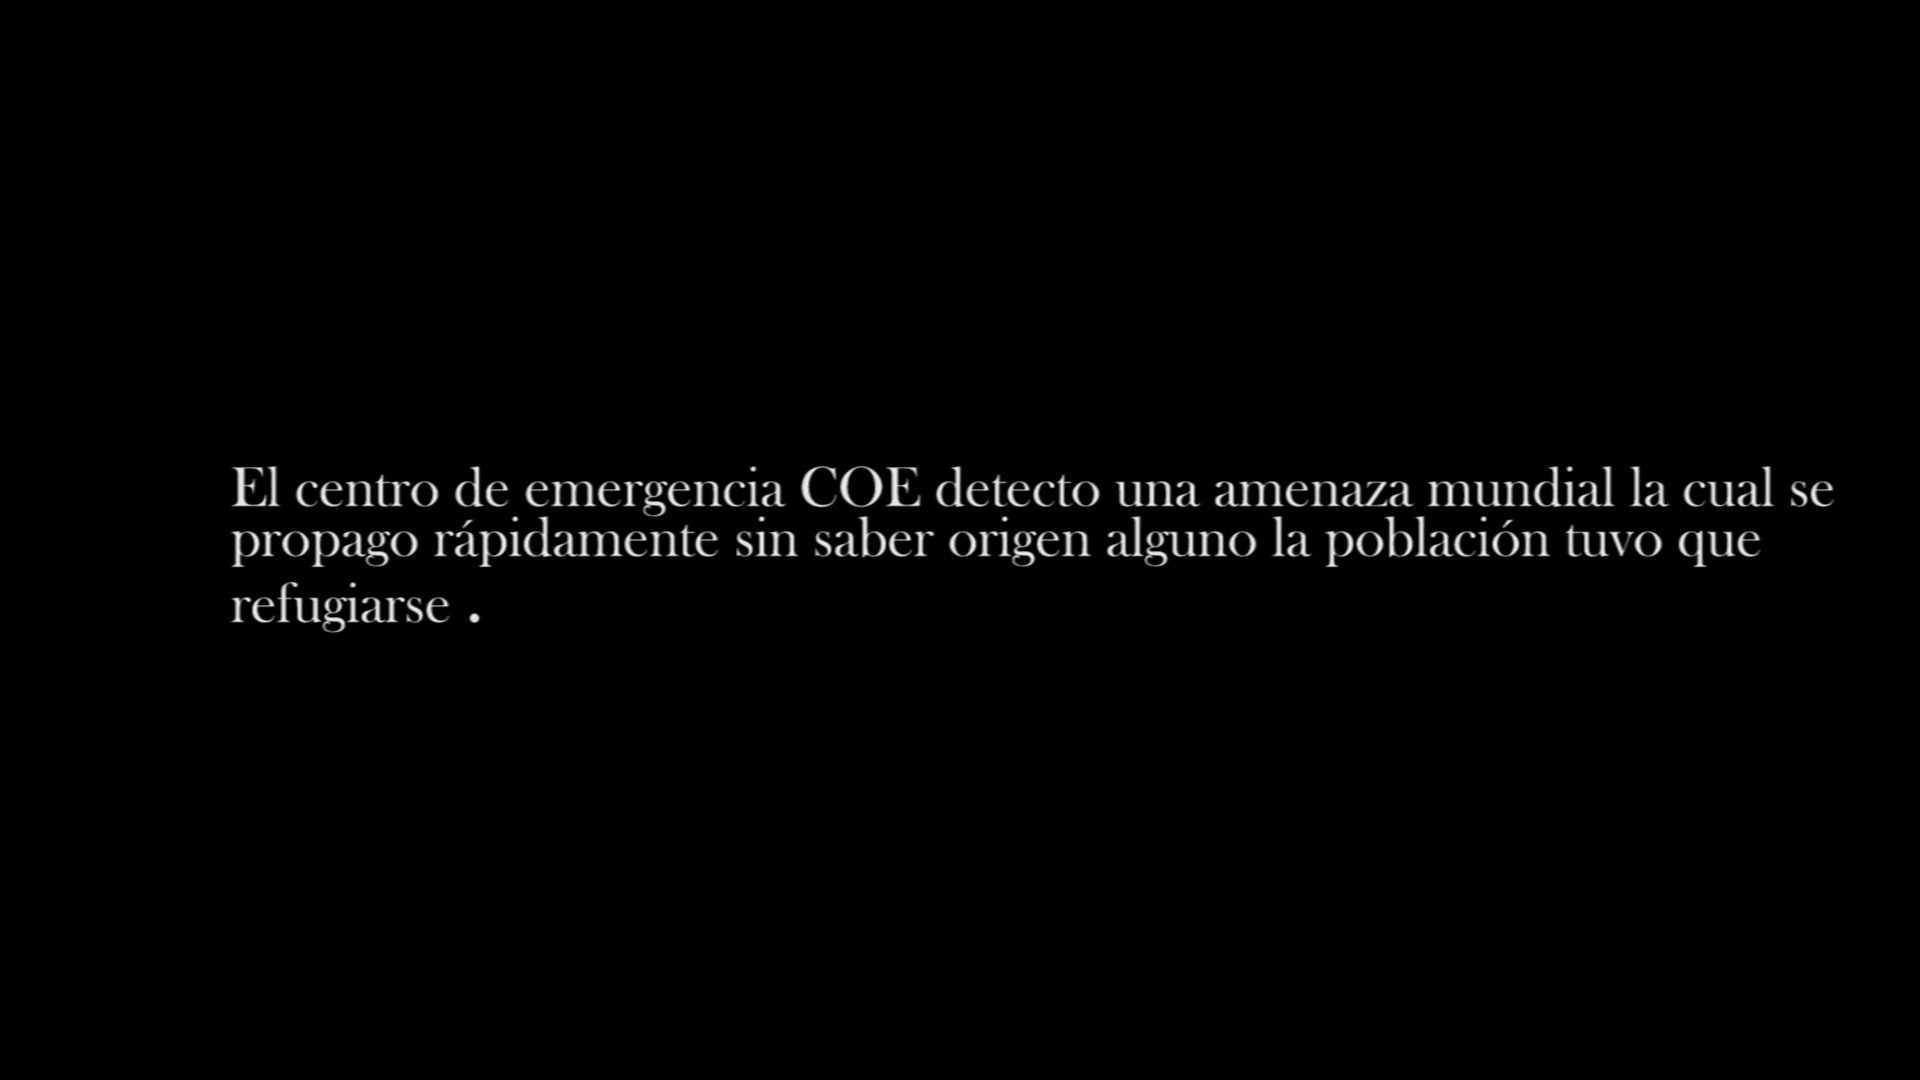 El centro de emergencia COE detecto una amenaza mundial la cual se
propago rápidamente sin saber origen alguno la población tuvo que
refugiarse .